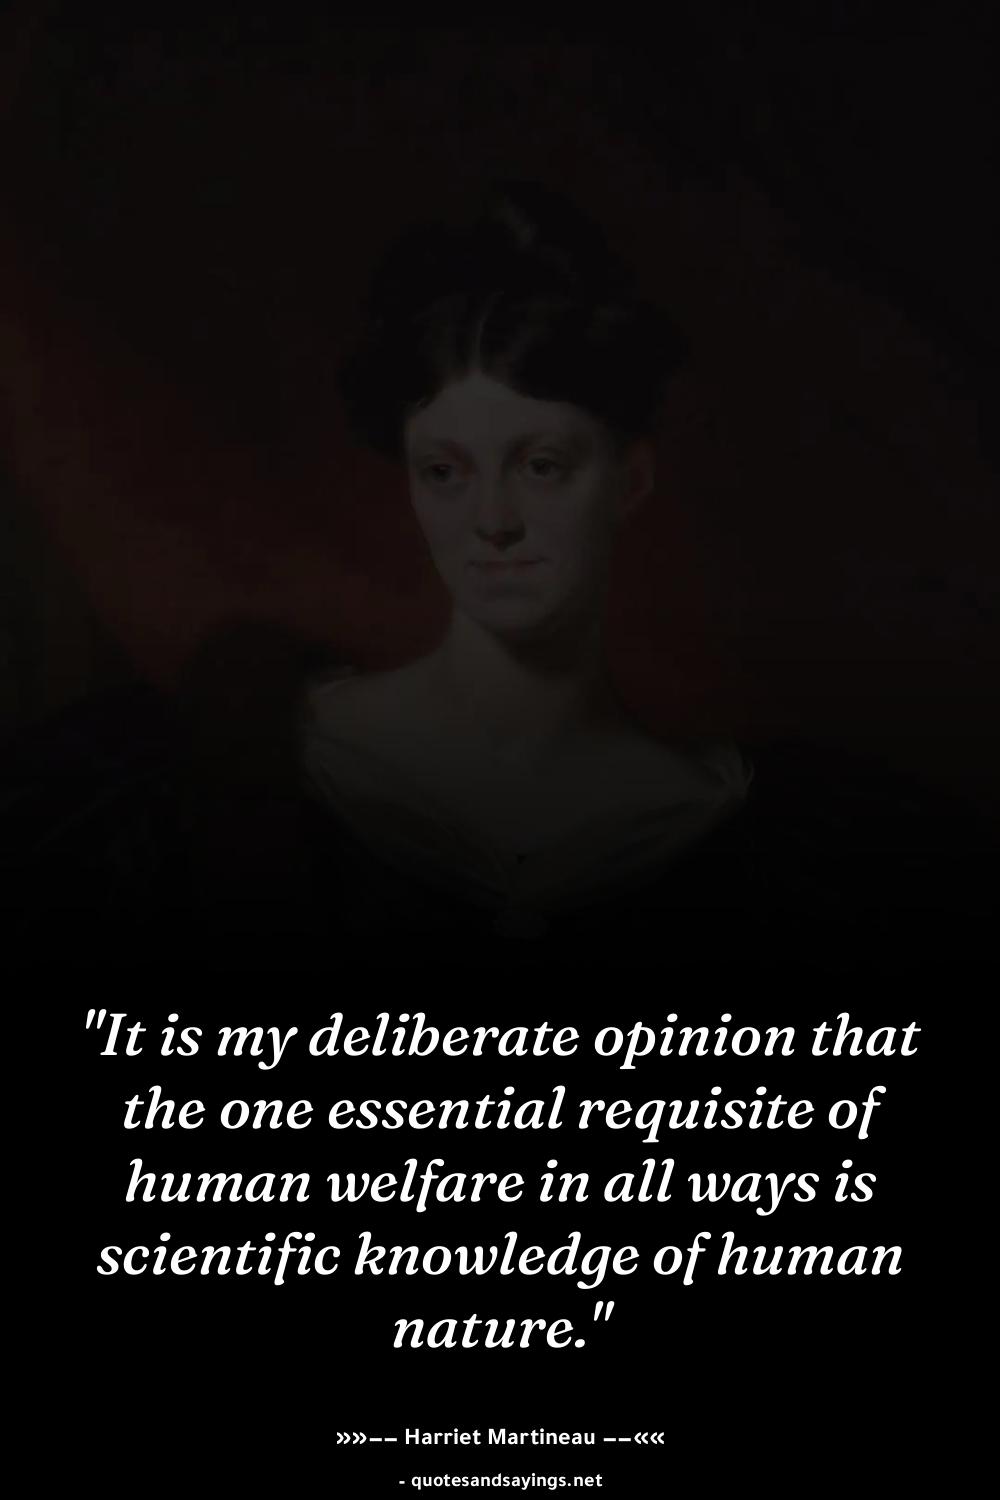 "It is my deliberate opinion that
the one essential requisite of
human welfare in all ways is
scientific knowledge of human
nature."
»»–– Harriet Martineau ––««
- quotesandsayings.net